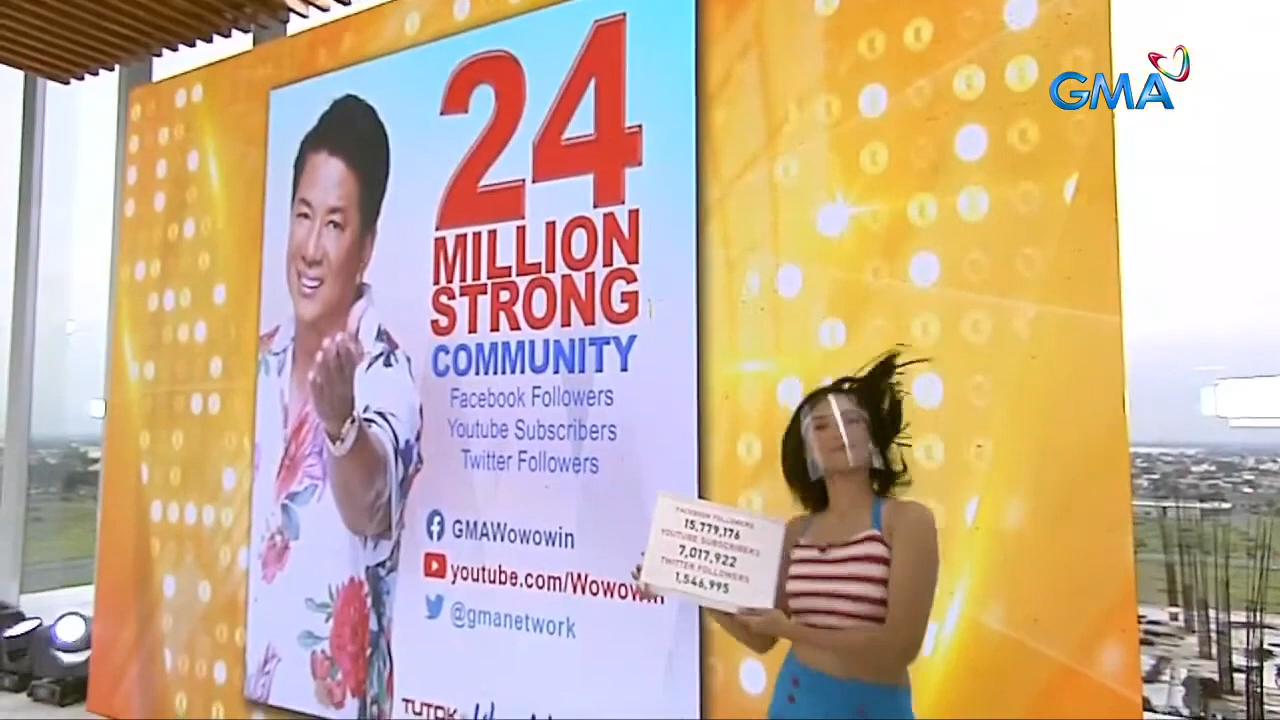 GMA
24
MILLION
STRONG
COMMUNITY
Facebook Followers
Youtube Subscribers
Twitter Followers
GMAWowowin
youtube.com/Wowowin
@gmanetwork
TUTOK
FACEBOOK FOLLOWERS
15,779,176
YOUTUBE SUBSCRIBERS
7,017,922
TWITTER FOLLOWERS
1,546,995